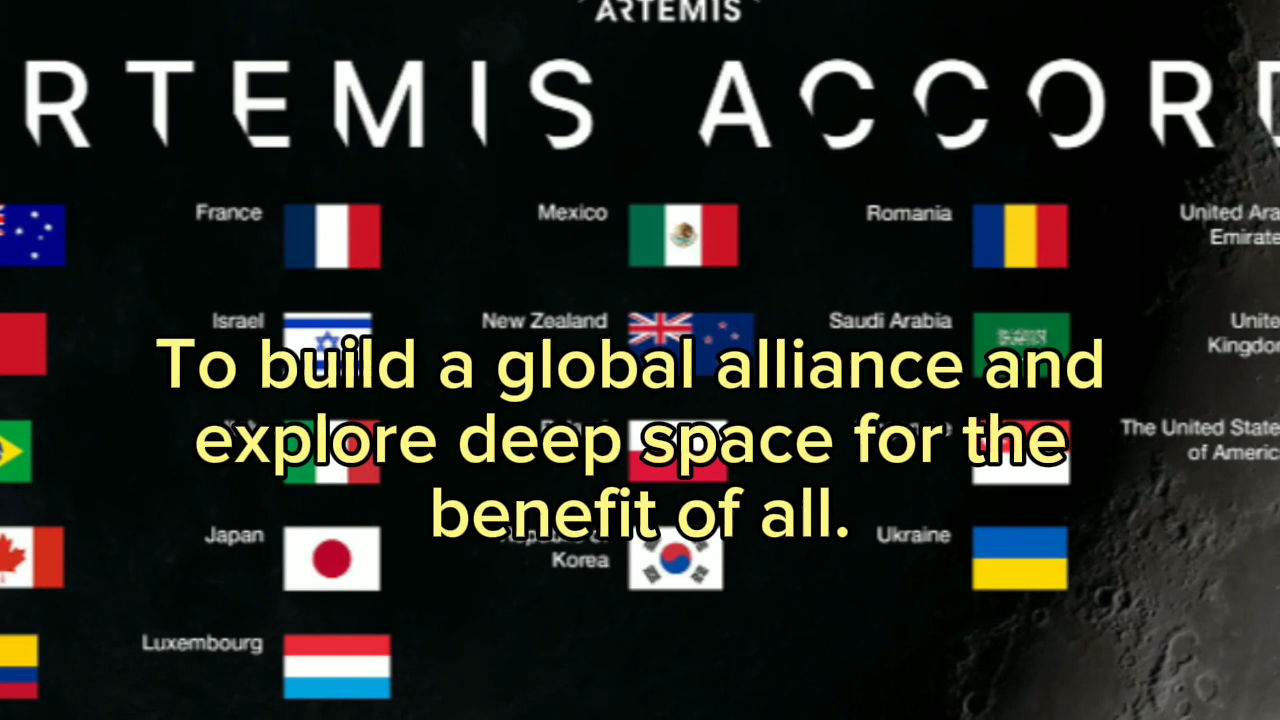 ARTEMIS
RTEMIS ACCORD
France
Mexico
Romania
United Ara
Emirate
Israel
New Zealand
Saudi Arabia
Unite
Kingdo
To build a global alliance and
explore deep space for the
benefit of all.
The United State
of Americ
Japan
Korea
Ukraine
Luxembourg